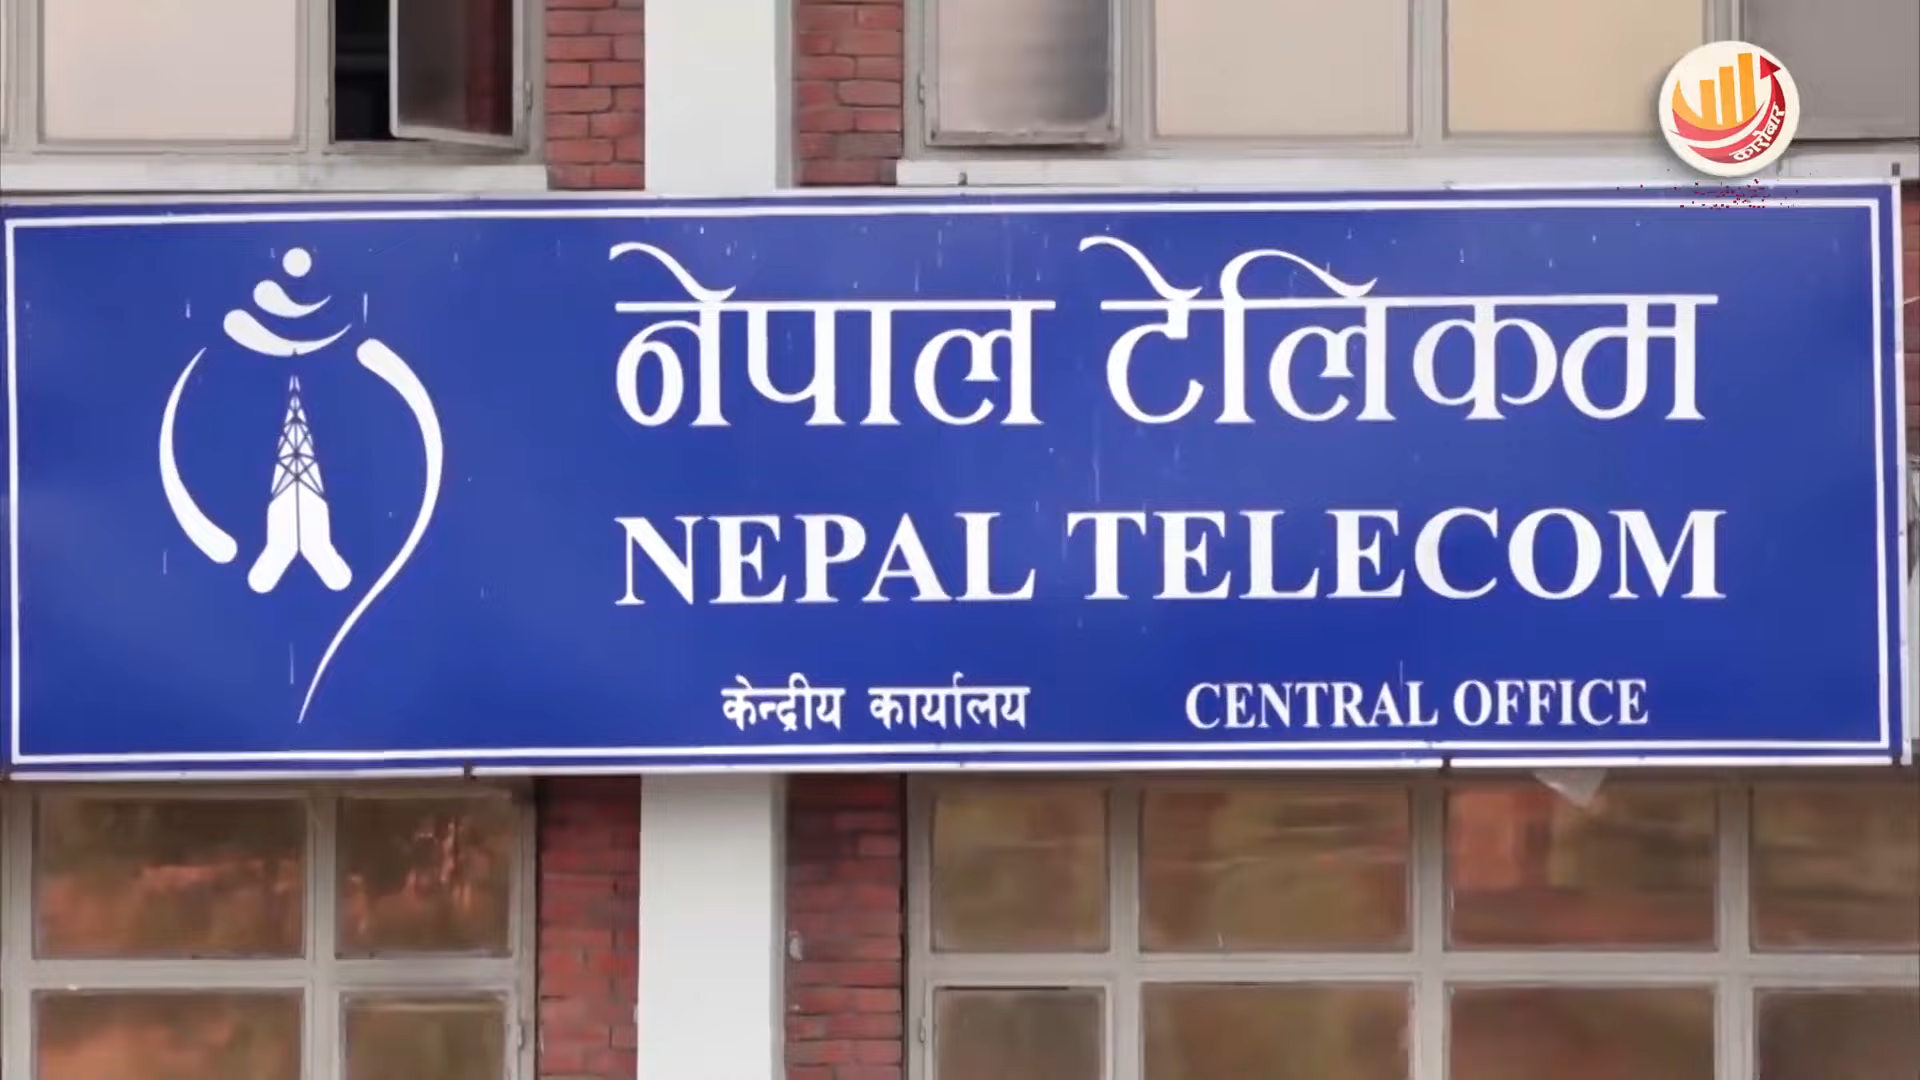 कारोबार
नेपाल टेलिकम
NEPAL TELECOM
केन्द्रीय कार्यालय CENTRAL OFFICE